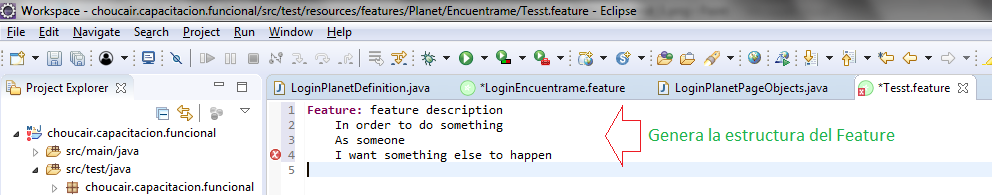 Workspace - choucair.capacitacion.funcional/src/test/resources/features/Planet/Encuentrame/Tesst.feature - Eclipse
File Edit Navigate Search Project Run Window Help
Project Explorer
LoginPlanetDefinition.java *LoginEncuentrame.feature LoginPlanetPageObjects.java *Tesst.feature
choucair.capacitacion.funcional
src/main/java
src/test/java
choucair.capacitacion.funcional
1 Feature: feature description
2 In order to do something
3 As someone
4 I want something else to happen
5
Genera la estructura del Feature